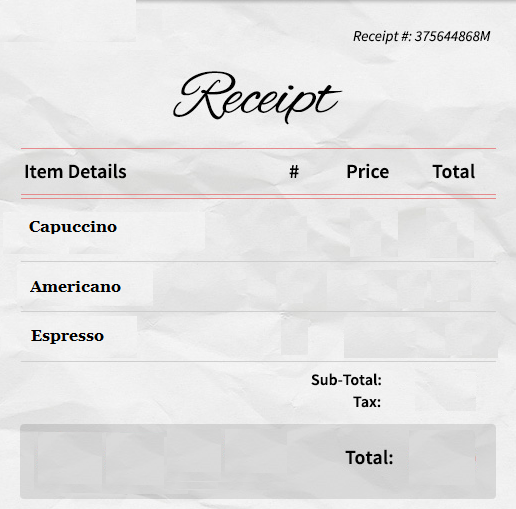 Receipt #: 375644868M
Receipt
Item Details # Price Total
Capuccino
Americano
Espresso
Sub-Total:
Tax:
Total: